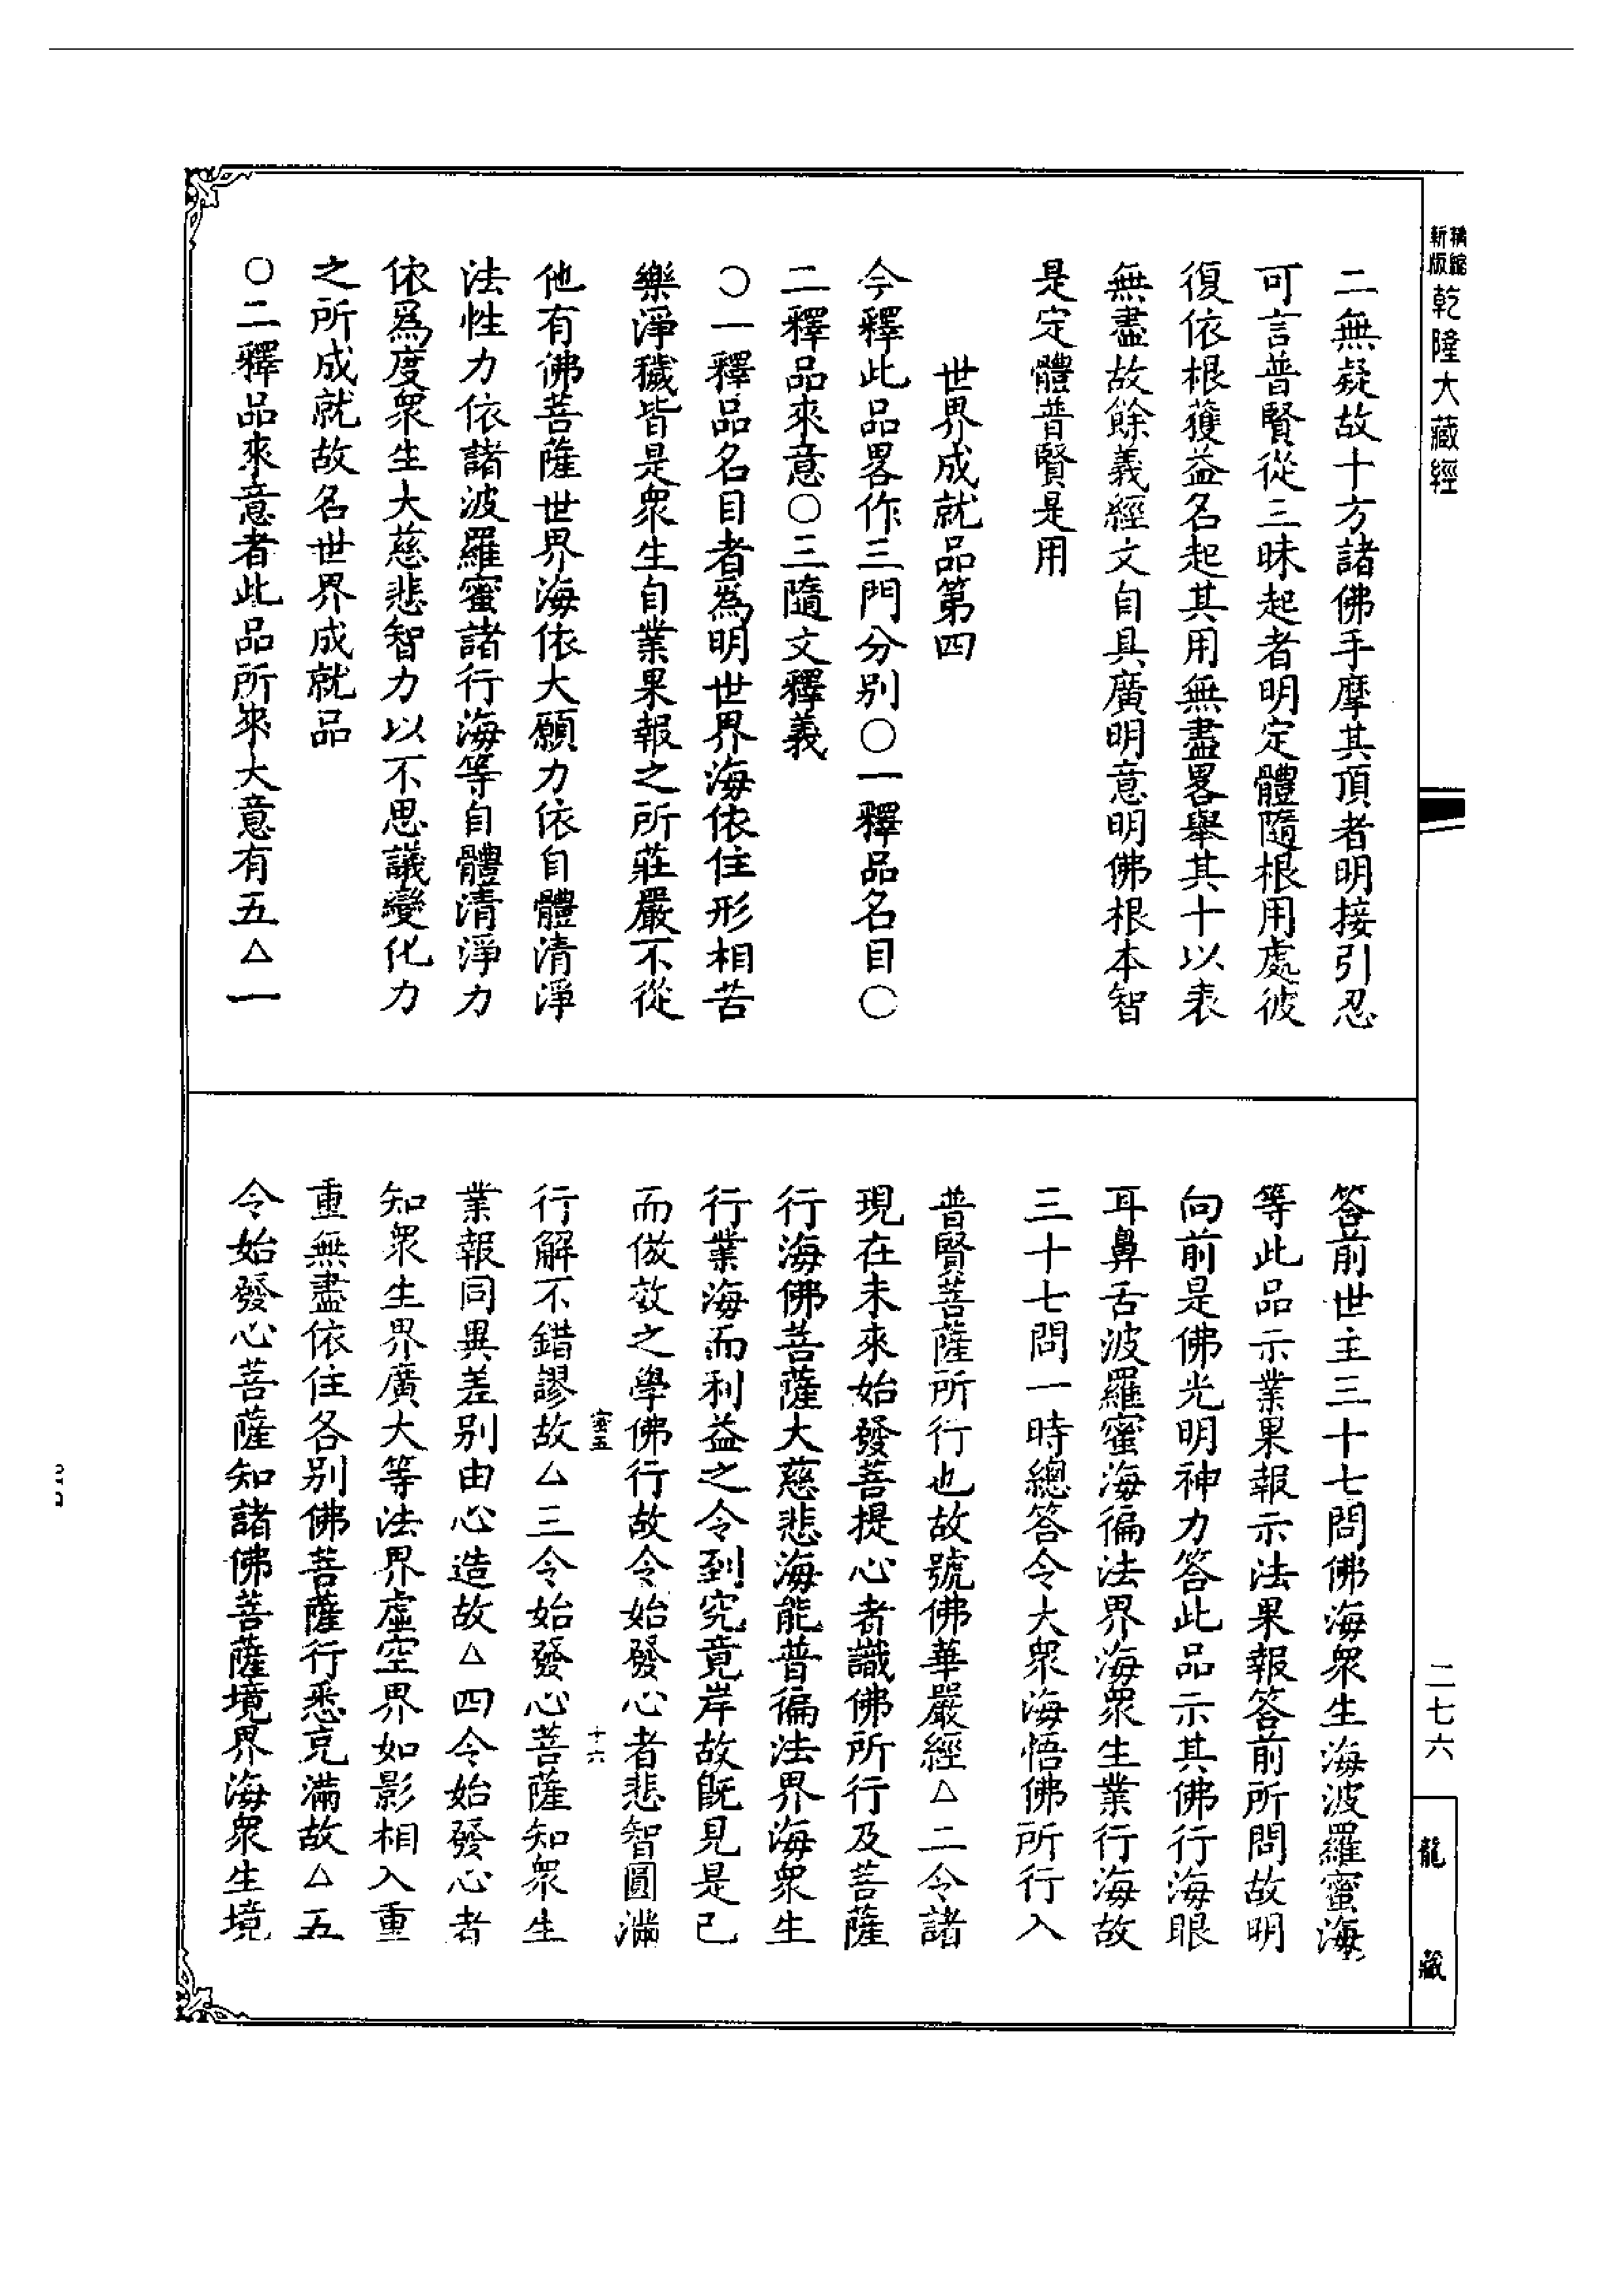 新版精縮乾隆大藏經
二無疑故十方諸佛手摩其頂者明接引忍
可言普賢從三昧起者明定體隨根用處彼
復依根獲益名起其用無盡畧舉其十以表
無盡故餘義經文自具廣明意明佛根本智
是定體普賢是用
世界成就品第四
今釋此品畧作三門分別○一釋品名目○
二釋品來意○三隨文釋義
○一釋品名目者爲明世界海依住形相苦
樂淨穢皆是衆生自業果報之所莊嚴不從
他有佛菩薩世界海依大願力依自體清淨
法性力依諸波羅蜜諸行海等自體清淨力
依爲度衆生大慈悲智力以不思議變化力
之所成就故名世界成就品
○二釋品來意者此品所來大意有五△一
答前世主三十七問佛海衆生海波羅蜜海
等此品示業果報示法果報答前所問故明
向前是佛光明神力答此品示其佛行海眼
耳鼻舌波羅蜜海徧法界海衆生業行海故
三十七問一時總答令大衆海悟佛所行入
普賢菩薩所行也故號佛華嚴經△二令諸
現在未來始發菩提心者識佛所行及菩薩
行海佛菩薩大慈悲海能普徧法界海衆生
行業海而利益之令到究竟岸故旣見是已
而倣效之學佛行故令始發心者悲智圓滿
蜜五
十六
行解不錯謬故△三令始發心菩薩知衆生
業報同異差別由心造故△四令始發心者
知衆生界廣大等法界虛空界如影相入重
重無盡依住各別佛菩薩行悉充滿故△五
令始發心菩薩知諸佛菩薩境界海衆生境
二七六
龍藏